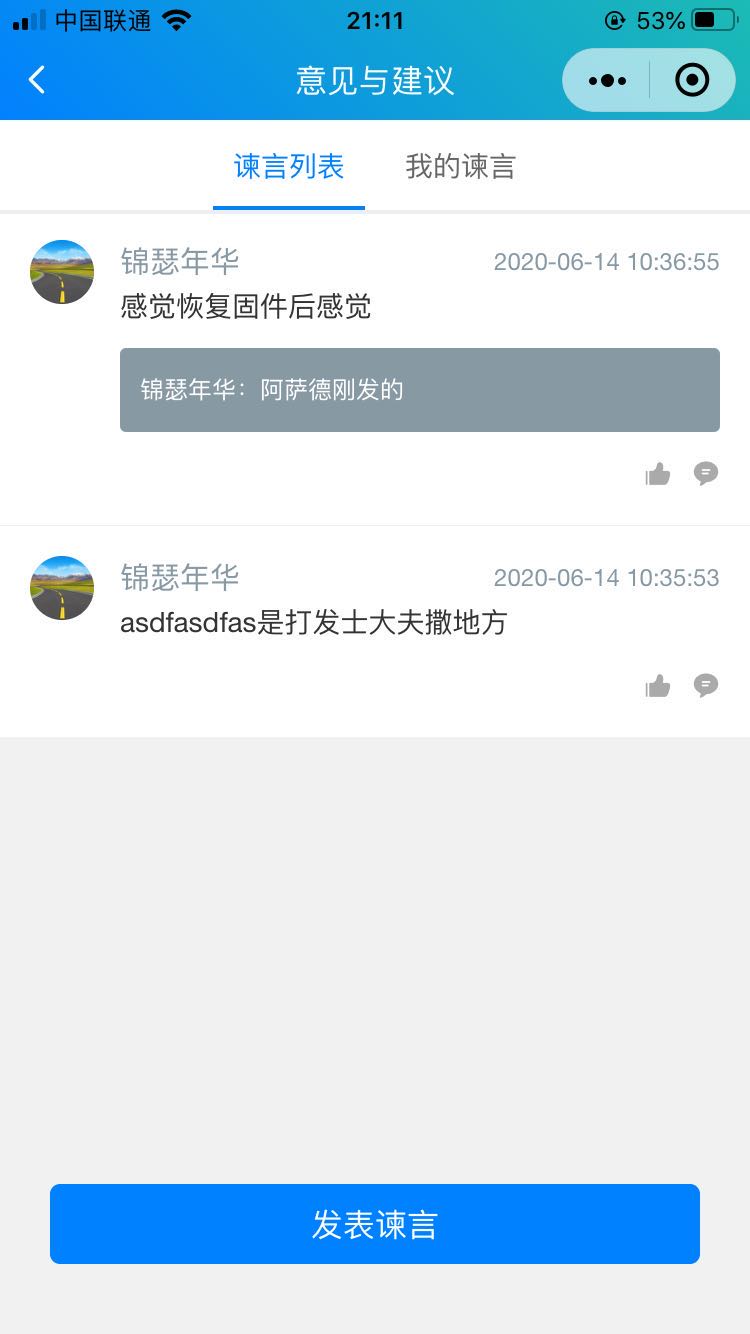 中国联通 21:11 53%
意见与建议
谏言列表 我的谏言
锦瑟年华 2020-06-14 10:36:55
感觉恢复固件后感觉
锦瑟年华：阿萨德刚发的
锦瑟年华 2020-06-14 10:35:53
asdfasdfas是打发士大夫撒地方
发表谏言